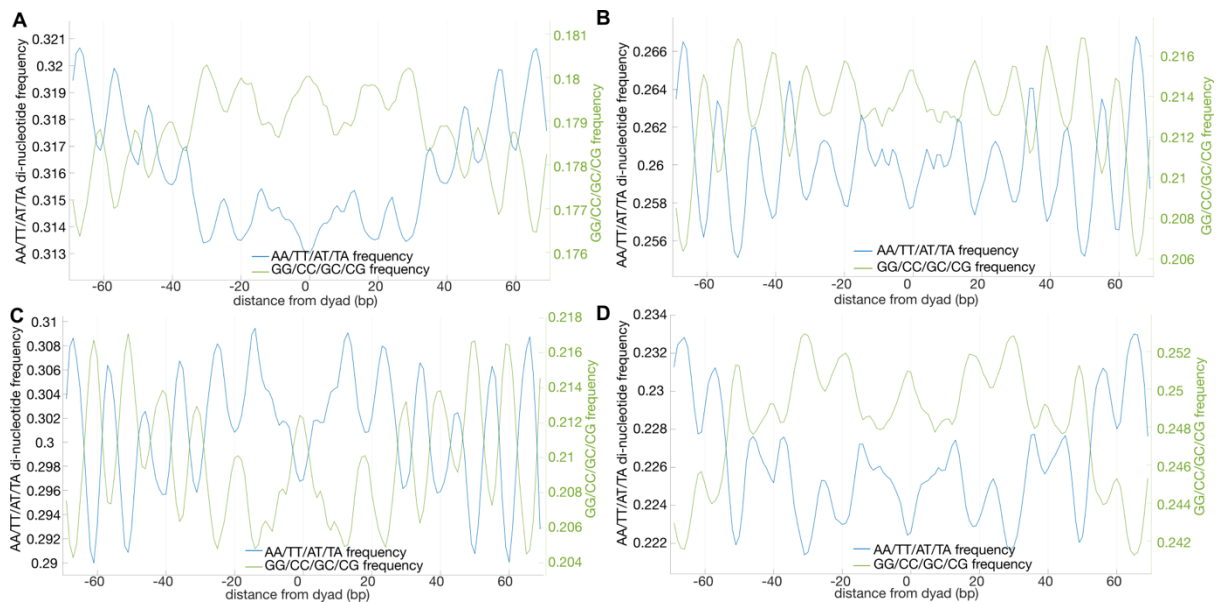 A
AA/TT/AT/TA di-nucleotide frequency
0.321
0.32
0.319
0.318
0.317
0.316
0.315
0.314
0.313
0.181
0.18
0.179
0.178
0.177
0.176
GG/CC/GC/CG frequency
AA/TT/AT/TA frequency
GG/CC/GC/CG frequency
-60 -40 -20 0 20 40 60
distance from dyad (bp)
B
AA/TT/AT/TA di-nucleotide frequency
0.266
0.264
0.262
0.26
0.258
0.256
0.216
0.214
0.212
0.21
0.208
0.206
GG/CC/GC/CG frequency
AA/TT/AT/TA frequency
GG/CC/GC/CG frequency
-60 -40 -20 0 20 40 60
distance from dyad (bp)
C
AA/TT/AT/TA di-nucleotide frequency
0.31
0.308
0.306
0.304
0.302
0.3
0.298
0.296
0.294
0.292
0.29
0.218
0.216
0.214
0.212
0.21
0.208
0.206
0.204
GG/CC/GC/CG frequency
AA/TT/AT/TA frequency
GG/CC/GC/CG frequency
-60 -40 -20 0 20 40 60
distance from dyad (bp)
D
AA/TT/AT/TA di-nucleotide frequency
0.234
0.232
0.23
0.228
0.226
0.224
0.222
0.252
0.25
0.248
0.246
0.244
0.242
GG/CC/GC/CG frequency
AA/TT/AT/TA frequency
GG/CC/GC/CG frequency
-60 -40 -20 0 20 40 60
distance from dyad (bp)